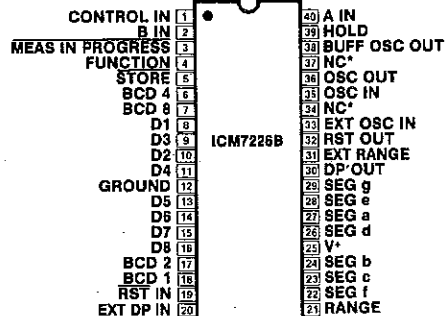 CONTROL IN 1
B IN 2
MEAS IN PROGRESS 3
FUNCTION 4
STORE 5
BCD 4 6
BCD 8 7
D1 8
D3 9
D2 10
D4 11
GROUND 12
D5 13
D6 14
D7 15
D8 16
BCD 2 17
BCD 1 18
RST IN 19
EXT DP IN 20
ICM7226B
40 A IN
39 HOLD
38 BUFF OSC OUT
37 NC*
36 OSC OUT
35 OSC IN
34 NC*
33 EXT OSC IN
32 RST OUT
31 EXT RANGE
30 DP OUT
29 SEG g
28 SEG e
27 SEG a
26 SEG d
25 V+
24 SEG b
23 SEG c
22 SEG f
21 RANGE